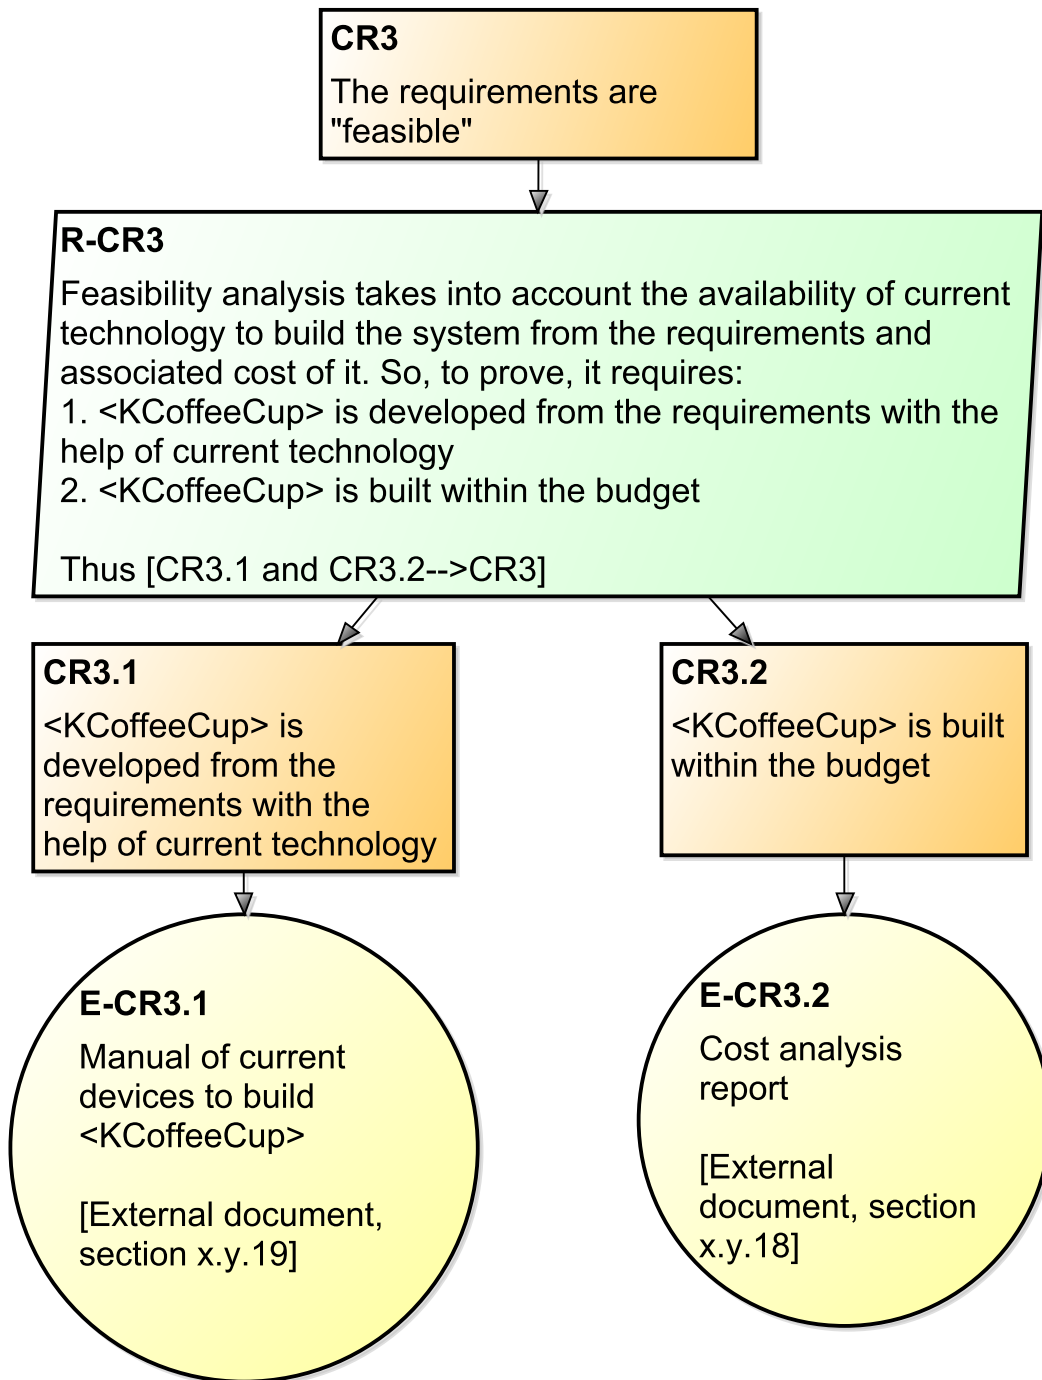 CR3
The requirements are
"feasible"
R-CR3
Feasibility analysis takes into account the availability of current
technology to build the system from the requirements and
associated cost of it. So, to prove, it requires:
1. <KCoffeeCup> is developed from the requirements with the
help of current technology
2. <KCoffeeCup> is built within the budget
Thus [CR3.1 and CR3.2-->CR3]
CR3.1
<KCoffeeCup> is
developed from the
requirements with the
help of current technology
CR3.2
<KCoffeeCup> is built
within the budget
E-CR3.1
Manual of current
devices to build
<KCoffeeCup>
[External document,
section x.y.19]
E-CR3.2
Cost analysis
report
[External
document, section
x.y.18]